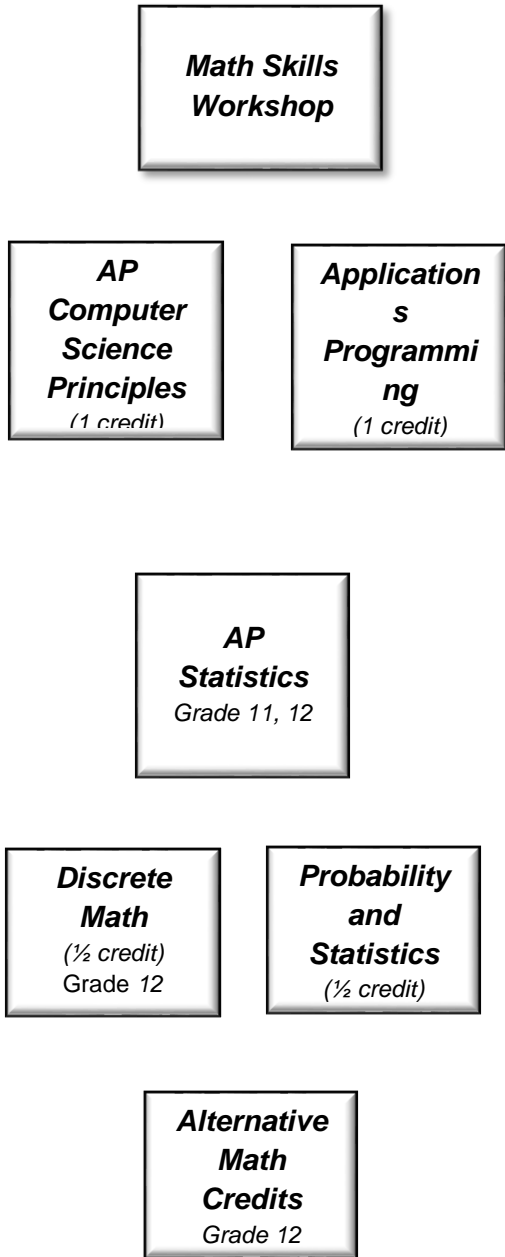 Math Skills
Workshop
AP
Computer
Science
Principles
(1 credit)
Application
s
Programmi
ng
(1 credit)
AP
Statistics
Grade 11, 12
Discrete
Math
(½ credit)
Grade 12
Probability
and
Statistics
(½ credit)
Alternative
Math
Credits
Grade 12